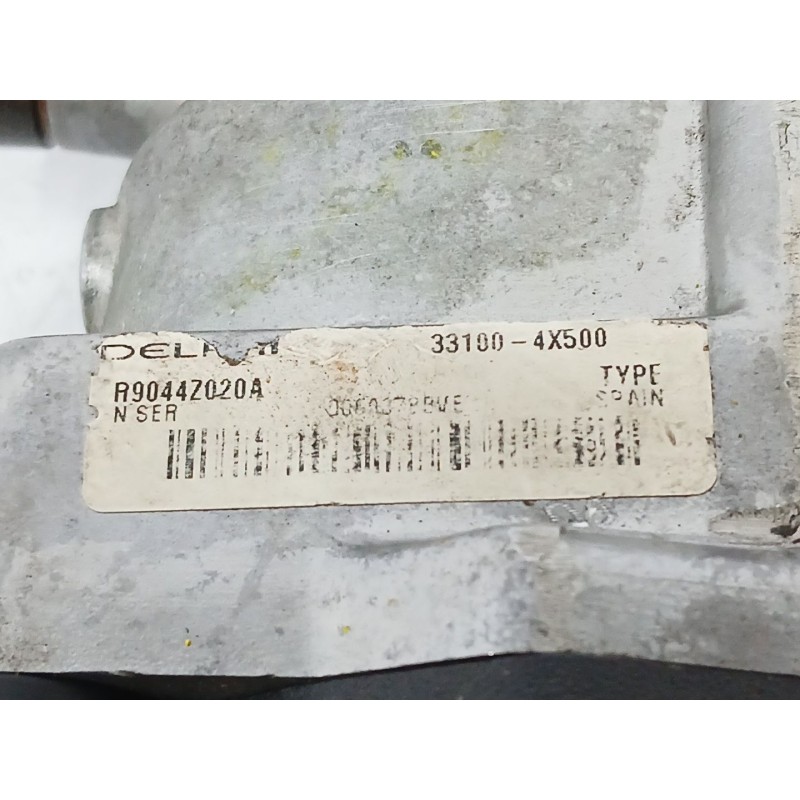 DELPHI 33100-4X500
R9044Z020A TYPE
N SER SPAIN